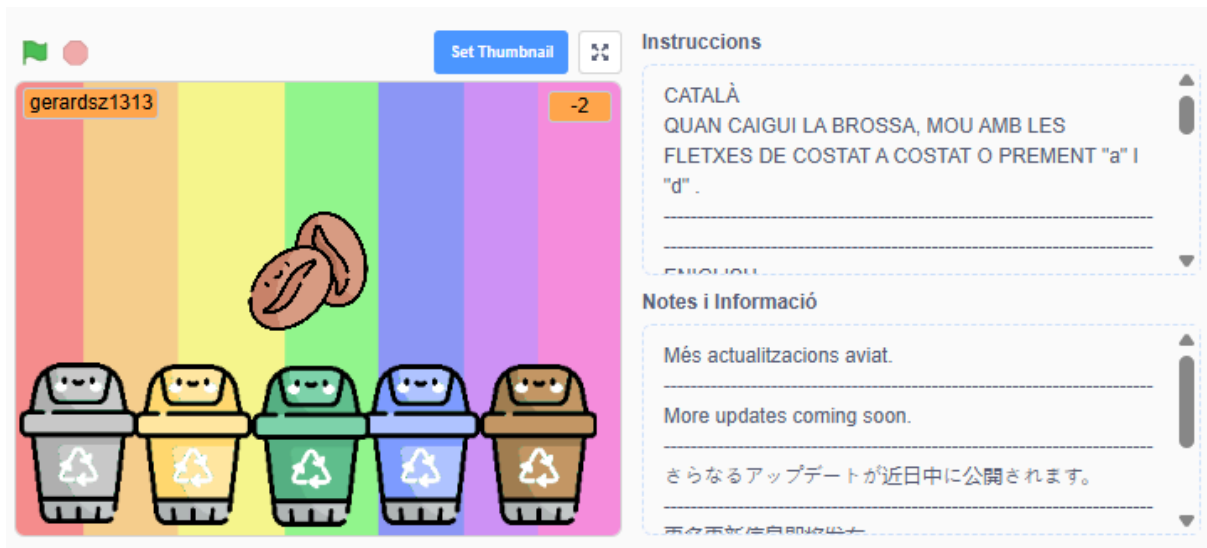 Set Thumbnail
gerardsz1313
-2
Instruccions
CATALÀ
QUAN CAIGUI LA BROSSA, MOU AMB LES
FLETXES DE COSTAT A COSTAT O PREMENT "a" I
"d" .
--------------------------------------------------------------------------------
--------------------------------------------------------------------------------
Notes i Informació
Més actualitzacions aviat.
--------------------------------------------------------------------------------
More updates coming soon.
--------------------------------------------------------------------------------
さらなるアップデートが近日中に公開されます。
--------------------------------------------------------------------------------